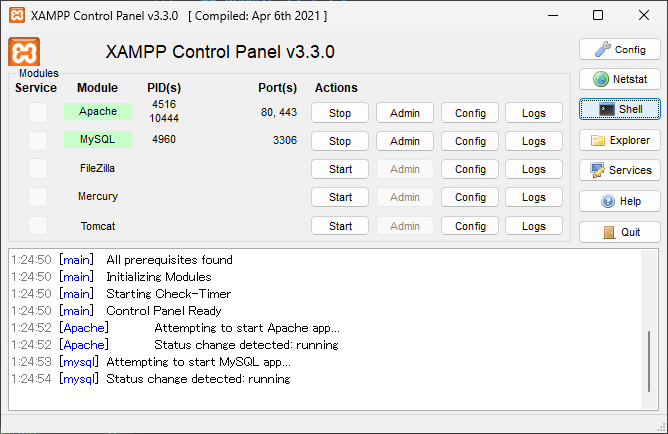 XAMPP Control Panel v3.3.0 [ Compiled: Apr 6th 2021 ]
XAMPP Control Panel v3.3.0
Config
Modules
Service Module PID(s) Port(s) Actions
Netstat
Apache 4516 10444 80, 443 Stop Admin Config Logs
Shell
MySQL 4960 3306 Stop Admin Config Logs
Explorer
FileZilla Start Admin Config Logs
Services
Mercury Start Admin Config Logs
Help
Tomcat Start Admin Config Logs
Quit
1:24:50 [main] All prerequisites found
1:24:50 [main] Initializing Modules
1:24:50 [main] Starting Check-Timer
1:24:50 [main] Control Panel Ready
1:24:52 [Apache] Attempting to start Apache app...
1:24:52 [Apache] Status change detected: running
1:24:53 [mysql] Attempting to start MySQL app...
1:24:54 [mysql] Status change detected: running